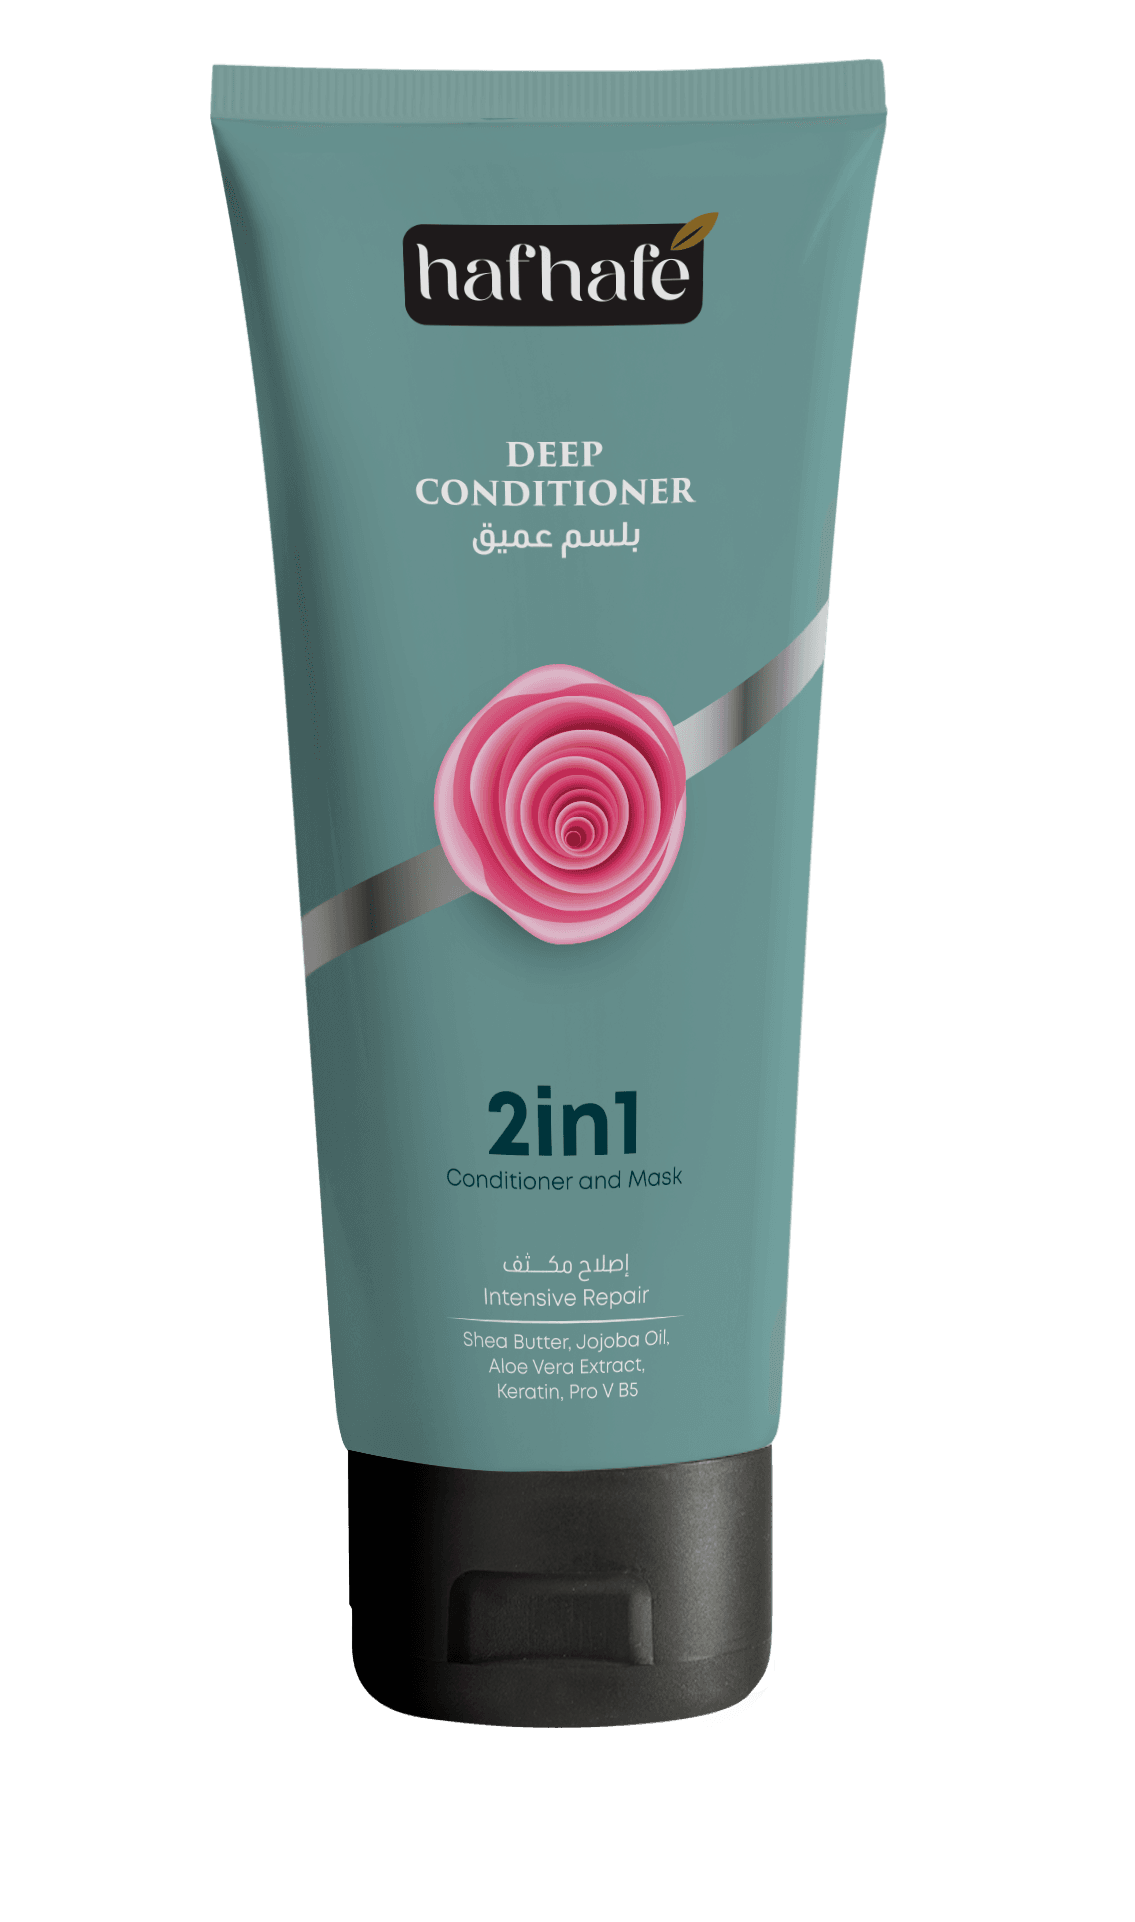 hafhafe
DEEP
CONDITIONER
بلسم عميق
2in1
Conditioner and Mask
إصلاح مكثف
Intensive Repair
Shea Butter, Jojoba Oil,
Aloe Vera Extract,
Keratin, Pro V B5